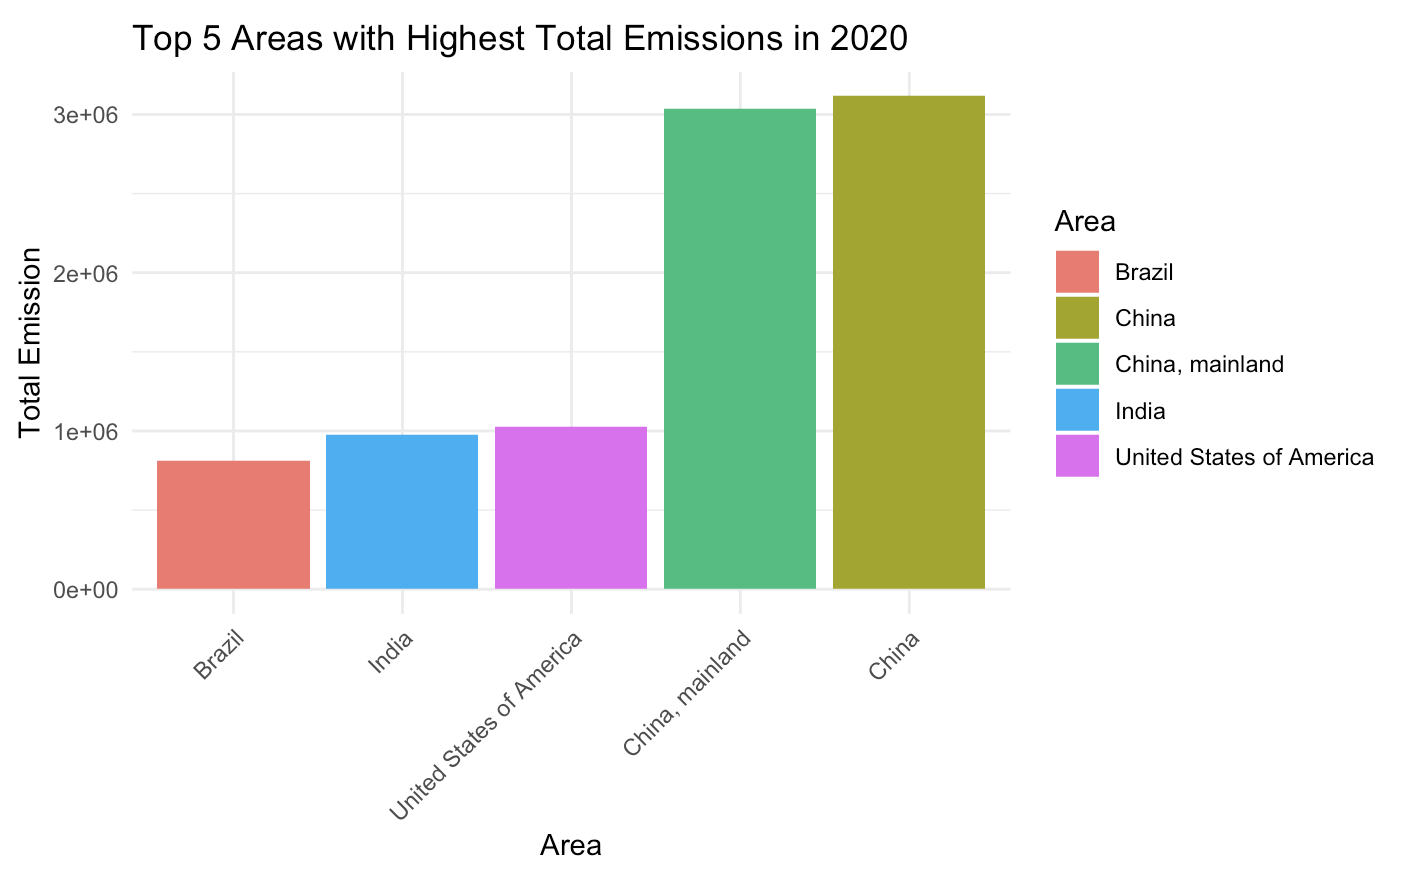 Top 5 Areas with Highest Total Emissions in 2020
Total Emission
3e+06
2e+06
1e+06
0e+00
Brazil
India
United States of America
China, mainland
China
Area
Area
Brazil
China
China, mainland
India
United States of America